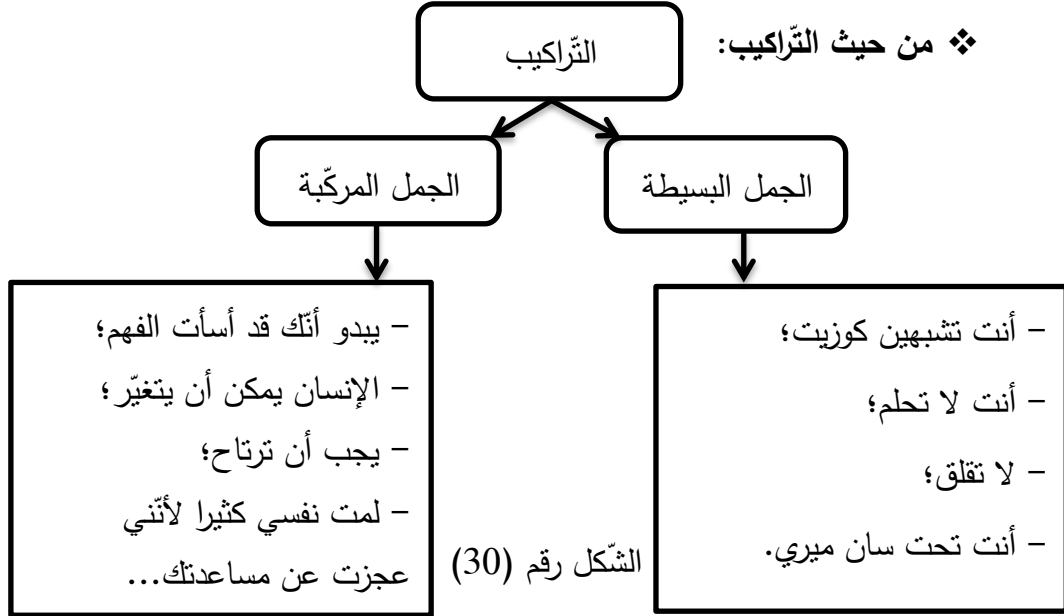 ❖ من حيث التّراكيب:
التّراكيب
الجمل البسيطة
الجمل المركّبة
- أنت تشبهين كوزيت؛
- أنت لا تحلم؛
- لا تقلق؛
- أنت تحت سان ميري.
- يبدو أنّك قد أسأت الفهم؛
- الإنسان يمكن أن يتغيّر؛
- يجب أن ترتاح؛
- لمت نفسي كثيرا لأنّني
عجزت عن مساعدتك...
الشّكل رقم (30)